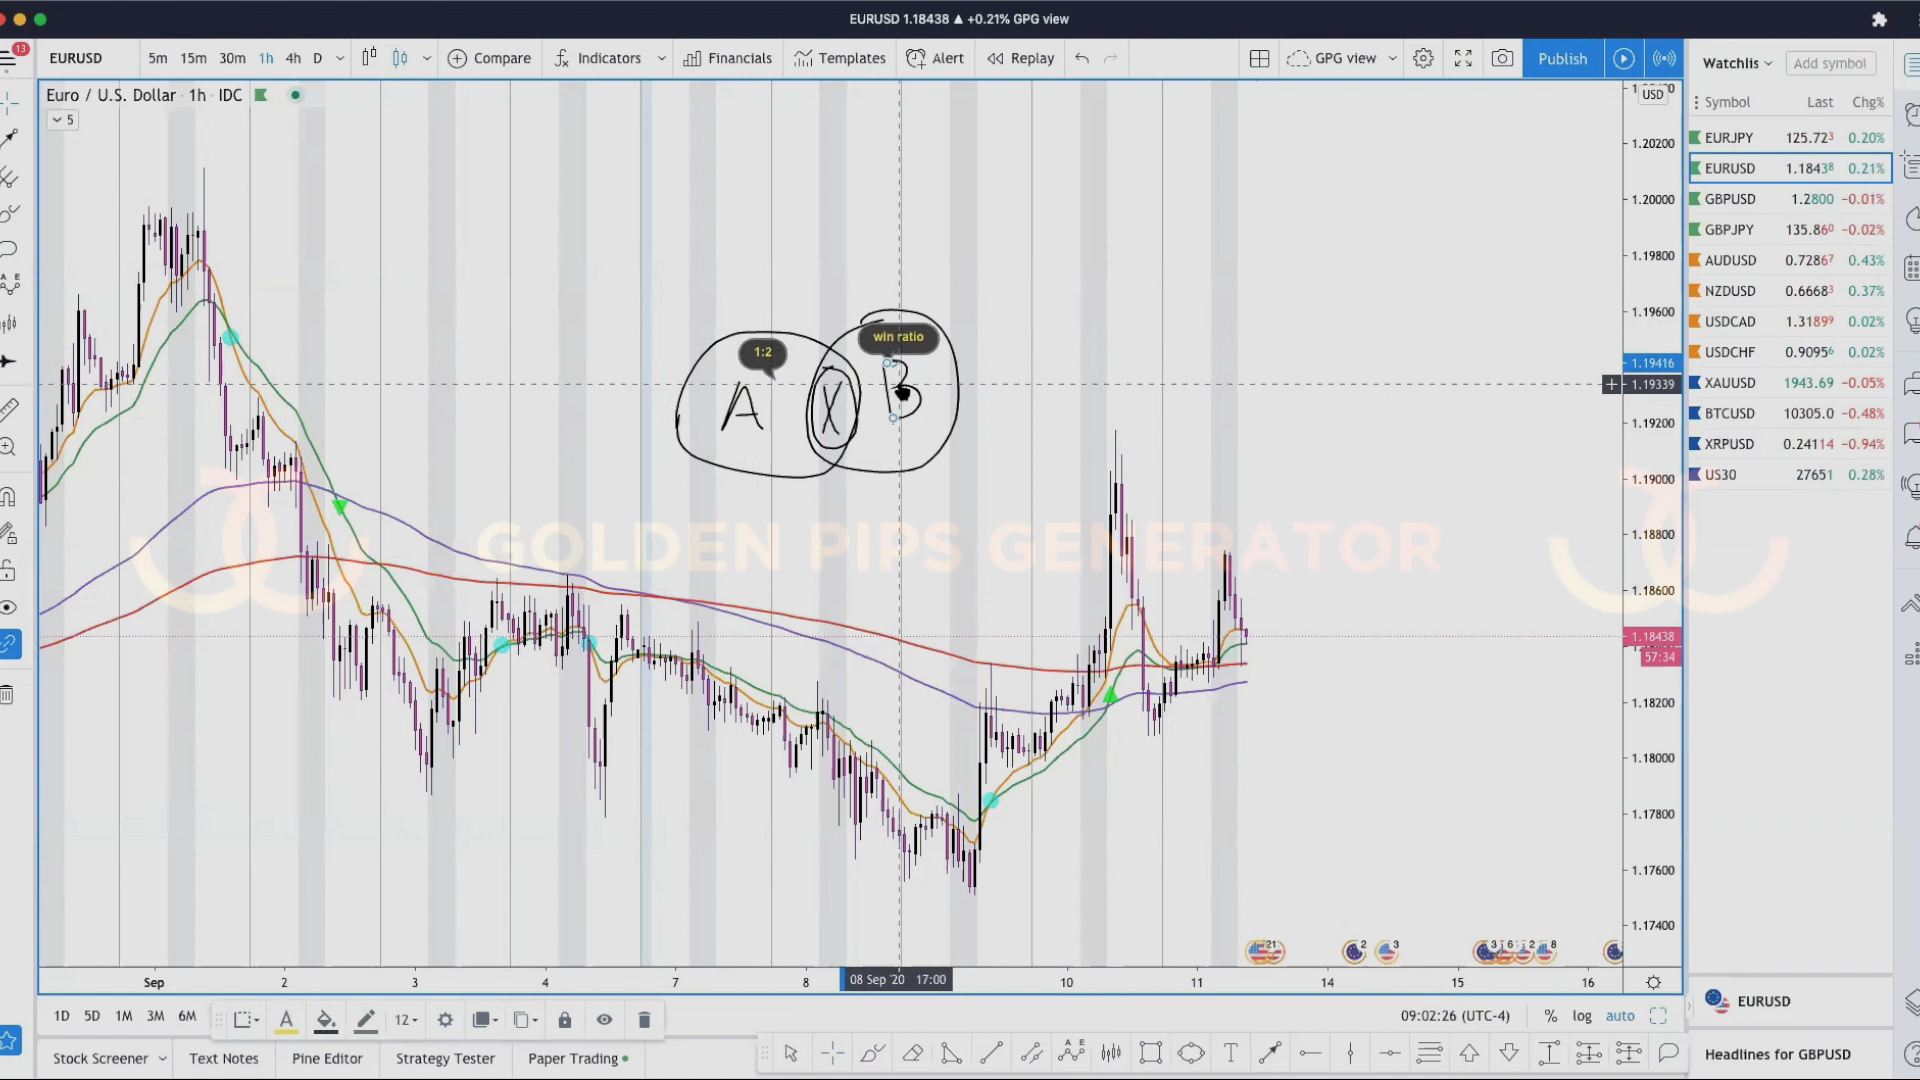 EURUSD 1.18438 ▲ +0.21% GPG view
13
EURUSD 5m 15m 30m 1h 4h D Compare Indicators Financials Templates Alert Replay GPG view Publish
Euro / U.S. Dollar · 1h · IDC
5
USD
1.20200
1.20000
1.19800
1.19600
1.19416
1.19339
1.19200
1.19000
1.18800
1.18600
1.18438
57:34
1.18200
1.18000
1.17800
1.17600
1.17400
1:2
win ratio
A X B
GOLDEN PIPS GENERATOR
21 2 3 3 6 2 8
Sep 2 3 4 7 8 08 Sep '20 17:00 10 11 14 15 16
1D 5D 1M 3M 6M 12 09:02:26 (UTC-4) % log auto
Stock Screener Text Notes Pine Editor Strategy Tester Paper Trading
Watchlis Add symbol
Symbol Last Chg%
EURJPY 125.723 0.20%
EURUSD 1.18438 0.21%
GBPUSD 1.2800 −0.01%
GBPJPY 135.860 −0.02%
AUDUSD 0.72867 0.43%
NZDUSD 0.66683 0.37%
USDCAD 1.31899 0.02%
USDCHF 0.90956 0.02%
XAUUSD 1943.69 −0.05%
BTCUSD 10305.0 −0.48%
XRPUSD 0.24114 −0.94%
US30 27651 0.28%
EURUSD
Headlines for GBPUSD